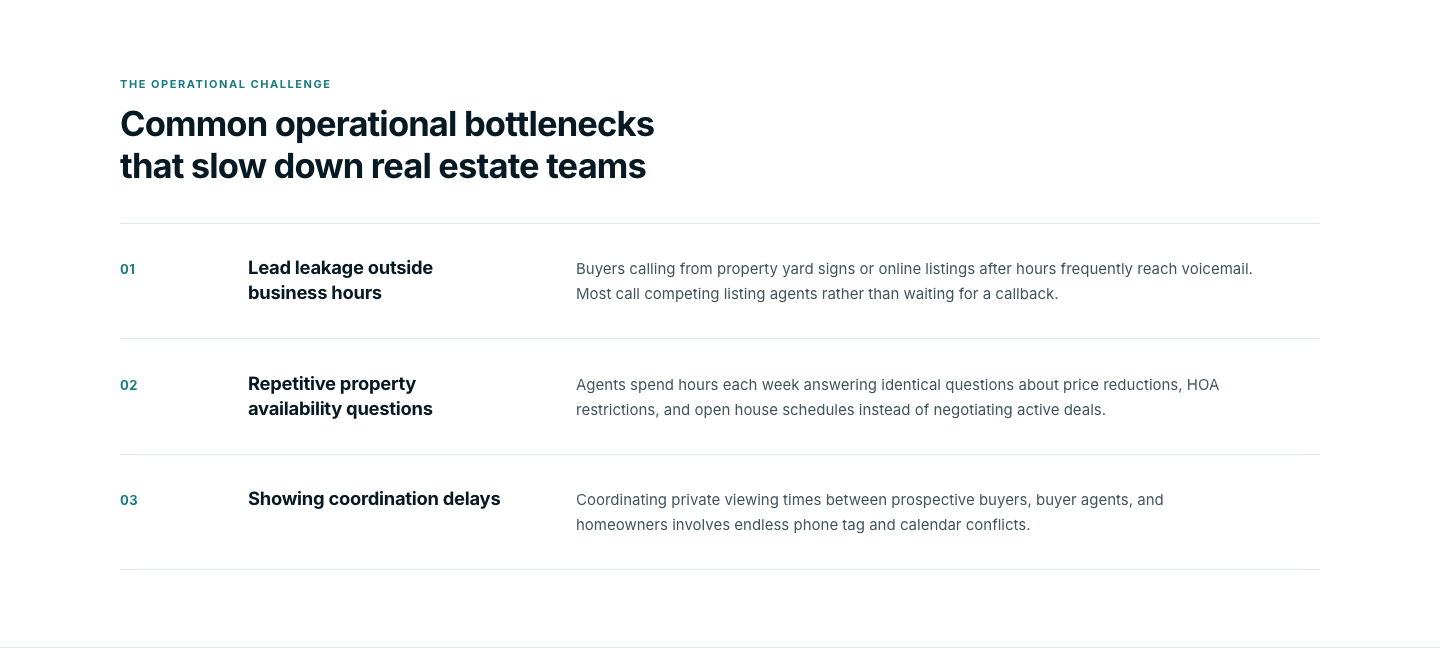 THE OPERATIONAL CHALLENGE
Common operational bottlenecks
that slow down real estate teams
01
Lead leakage outside
business hours
Buyers calling from property yard signs or online listings after hours frequently reach voicemail.
Most call competing listing agents rather than waiting for a callback.
02
Repetitive property
availability questions
Agents spend hours each week answering identical questions about price reductions, HOA
restrictions, and open house schedules instead of negotiating active deals.
03
Showing coordination delays
Coordinating private viewing times between prospective buyers, buyer agents, and
homeowners involves endless phone tag and calendar conflicts.